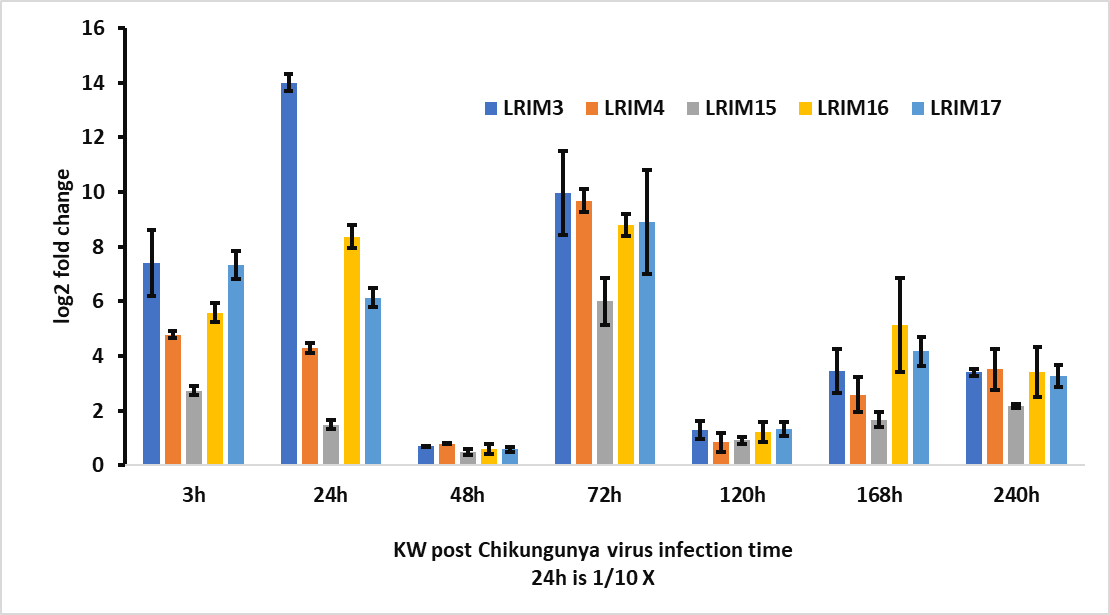 16
14
12
10
8
6
4
2
0
log2 fold change
LRIM3 LRIM4 LRIM15 LRIM16 LRIM17
3h 24h 48h 72h 120h 168h 240h
KW post Chikungunya virus infection time
24h is 1/10 X